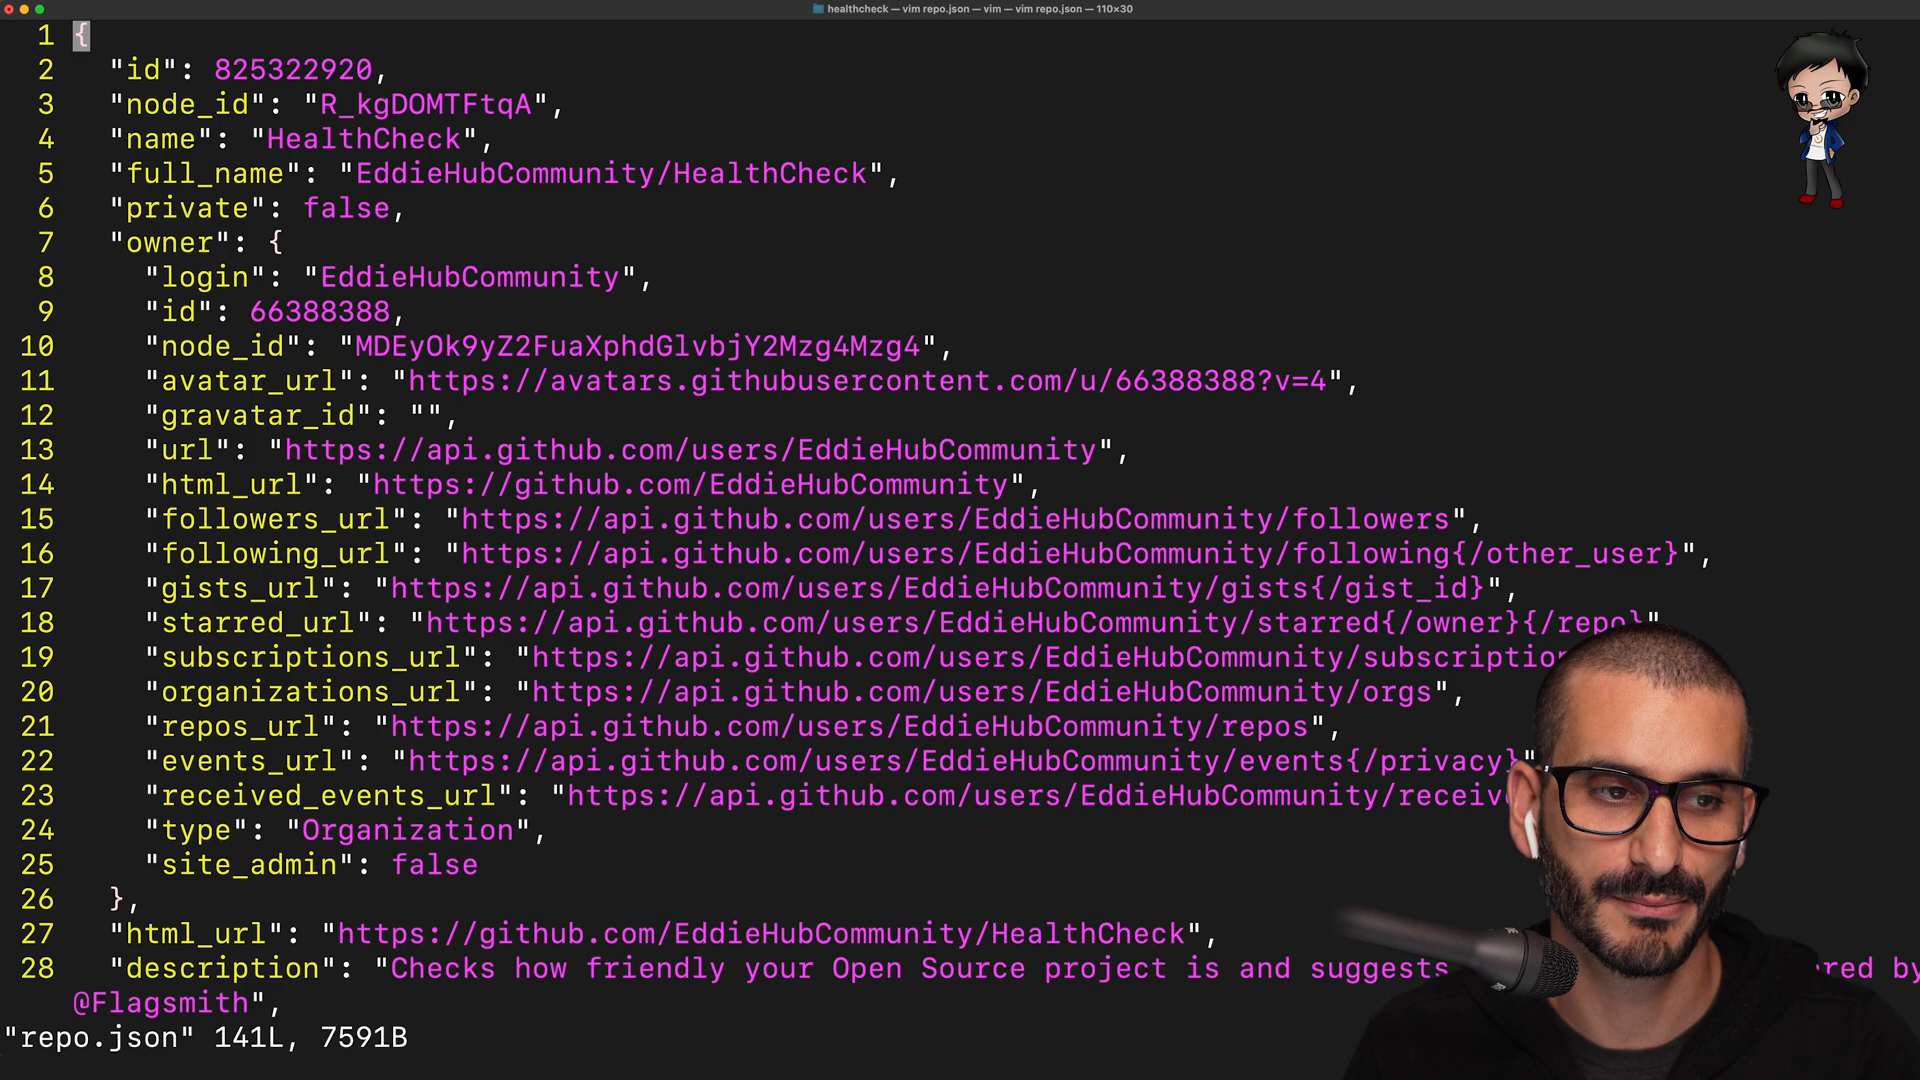 healthcheck — vim repo.json — vim — vim repo.json — 110×30
1 {
2 "id": 825322920,
3 "node_id": "R_kgDOMTFtqA",
4 "name": "HealthCheck",
5 "full_name": "EddieHubCommunity/HealthCheck",
6 "private": false,
7 "owner": {
8 "login": "EddieHubCommunity",
9 "id": 66388388,
10 "node_id": "MDEyOk9yZ2FuaXphdGlvbjY2Mzg4Mzg4",
11 "avatar_url": "https://avatars.githubusercontent.com/u/66388388?v=4",
12 "gravatar_id": "",
13 "url": "https://api.github.com/users/EddieHubCommunity",
14 "html_url": "https://github.com/EddieHubCommunity",
15 "followers_url": "https://api.github.com/users/EddieHubCommunity/followers",
16 "following_url": "https://api.github.com/users/EddieHubCommunity/following{/other_user}",
17 "gists_url": "https://api.github.com/users/EddieHubCommunity/gists{/gist_id}",
18 "starred_url": "https://api.github.com/users/EddieHubCommunity/starred{/owner}{/repo}"
19 "subscriptions_url": "https://api.github.com/users/EddieHubCommunity/subscription
20 "organizations_url": "https://api.github.com/users/EddieHubCommunity/orgs",
21 "repos_url": "https://api.github.com/users/EddieHubCommunity/repos",
22 "events_url": "https://api.github.com/users/EddieHubCommunity/events{/privacy}",
23 "received_events_url": "https://api.github.com/users/EddieHubCommunity/receiv
24 "type": "Organization",
25 "site_admin": false
26 },
27 "html_url": "https://github.com/EddieHubCommunity/HealthCheck",
28 "description": "Checks how friendly your Open Source project is and suggests by
@Flagsmith",
"repo.json" 141L, 7591B